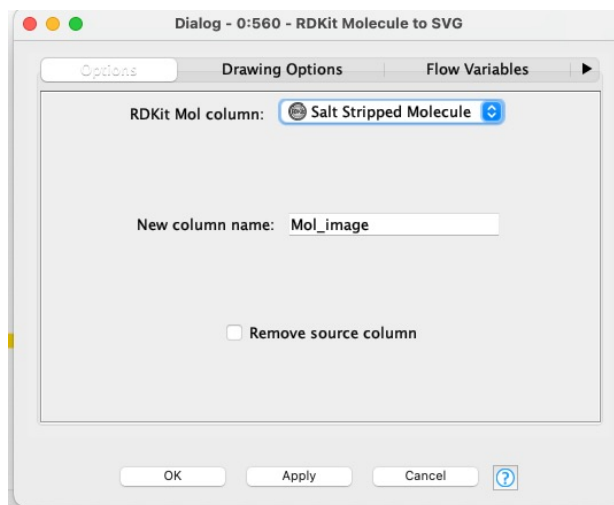 Dialog - 0:560 - RDKit Molecule to SVG
Options Drawing Options Flow Variables
RDKit Mol column: Salt Stripped Molecule
New column name: Mol_image
Remove source column
OK Apply Cancel ?